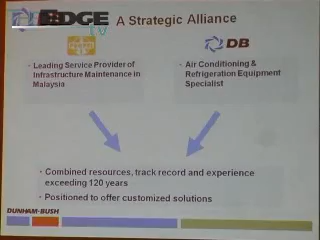 EDGE
TV
A Strategic Alliance
DB
- Leading Service Provider of
Infrastructure Maintenance in
Malaysia
- Air Conditioning &
Refrigeration Equipment
Specialist
- Combined resources, track record and experience
exceeding 120 years
- Positioned to offer customized solutions
DUNHAM-BUSH